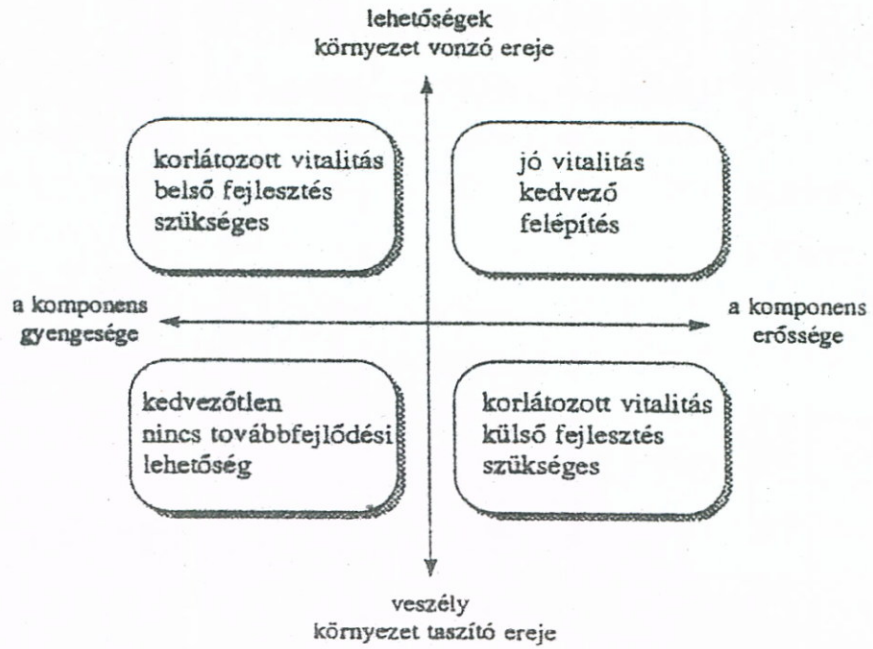 lehetőségek
környezet vonzó ereje
korlátozott vitalitás
belső fejlesztés
szükséges
jó vitalitás
kedvező
felépítés
a komponens
gyengesége
a komponens
erőssége
kedvezőtlen
nincs továbbfejlődési
lehetőség
korlátozott vitalitás
külső fejlesztés
szükséges
veszély
környezet taszító ereje